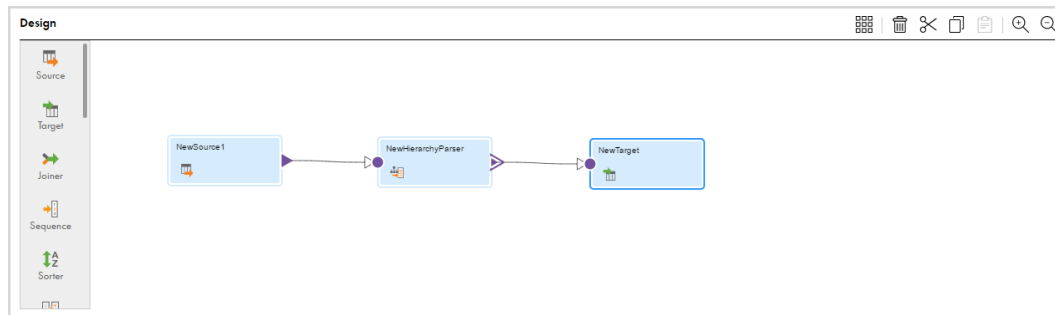 Design
Source
Target
Joiner
Sequence
Sorter
NewSource1
NewHierarchyParser
NewTarget